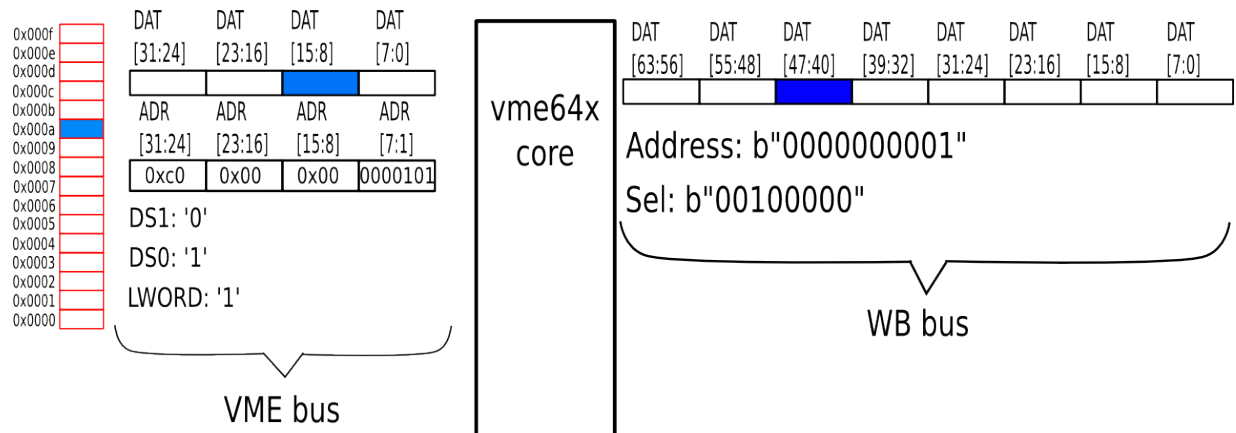 0x000f
0x000e
0x000d
0x000c
0x000b
0x000a
0x0009
0x0008
0x0007
0x0006
0x0005
0x0004
0x0003
0x0002
0x0001
0x0000
DAT DAT DAT DAT
[31:24] [23:16] [15:8] [7:0]
ADR ADR ADR ADR
[31:24] [23:16] [15:8] [7:1]
0xc0 0x00 0x00 0000101
DS1: '0'
DS0: '1'
LWORD: '1'
VME bus
vme64x
core
DAT DAT DAT DAT DAT DAT DAT DAT
[63:56] [55:48] [47:40] [39:32] [31:24] [23:16] [15:8] [7:0]
Address: b"0000000001"
Sel: b"00100000"
WB bus